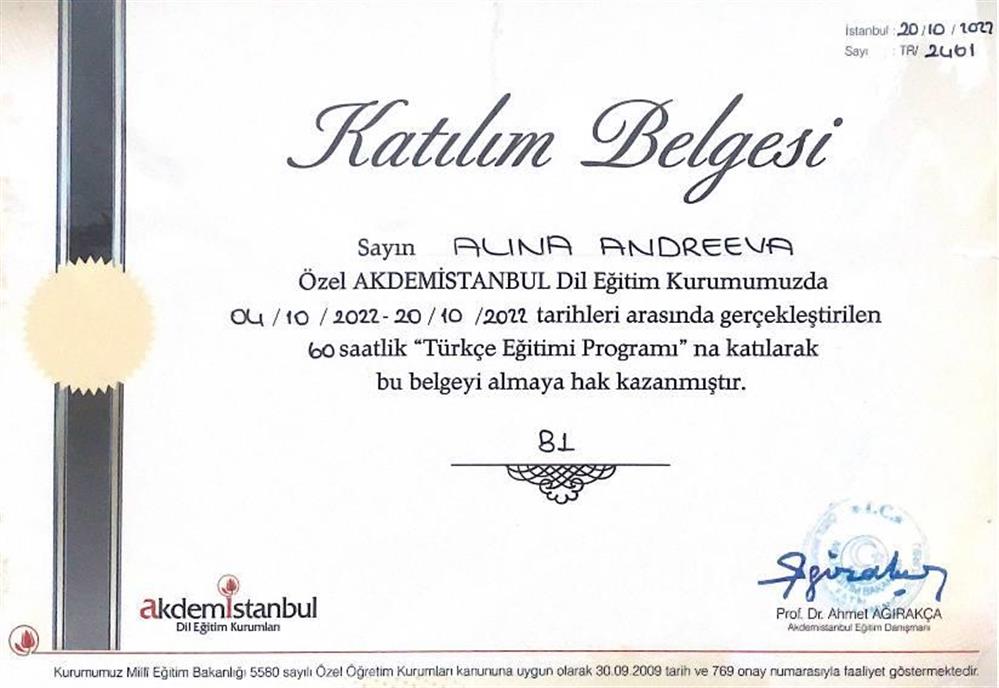 İstanbul : 20/10/2022
Sayı : TR/ 2461
Katılım Belgesi
Sayın ALINA ANDREEVA
Özel AKDEMİSTANBUL Dil Eğitim Kurumumuzda
04/10/2022-20/10/2022 tarihleri arasında gerçekleştirilen
60 saatlik “Türkçe Eğitimi Programı” na katılarak
bu belgeyi almaya hak kazanmıştır.
B1
T.C.
akdemistanbul
Dil Eğitim Kurumları
Prof. Dr. Ahmet AĞIRAKÇA
Akdemistanbul Eğitim Danışmanı
Kurumumuz Millî Eğitim Bakanlığı 5580 sayılı Özel Öğretim Kurumları kanununa uygun olarak 30.09.2009 tarih ve 769 onay numarasıyla faaliyet göstermektedir.